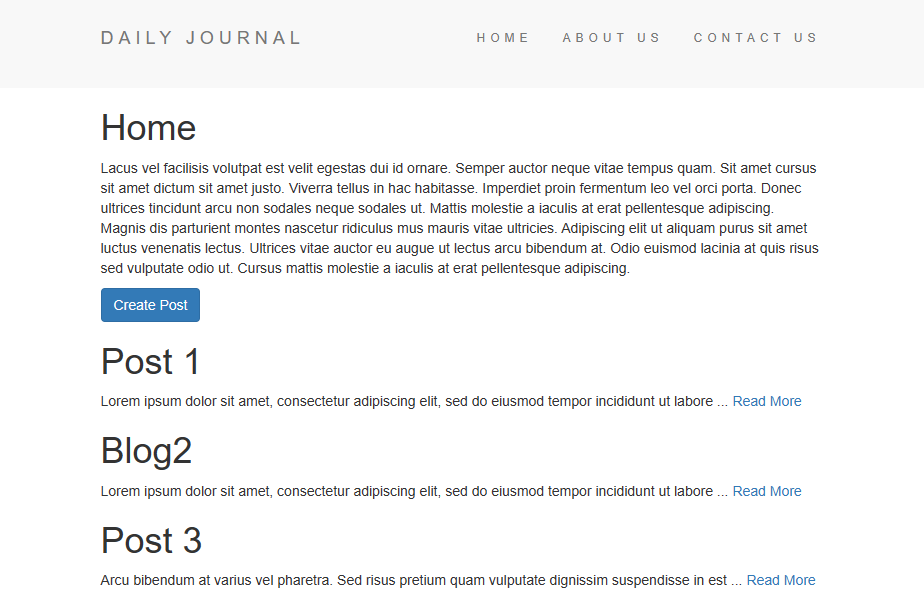 DAILY JOURNAL
HOME ABOUT US CONTACT US
Home
Lacus vel facilisis volutpat est velit egestas dui id ornare. Semper auctor neque vitae tempus quam. Sit amet cursus
sit amet dictum sit amet justo. Viverra tellus in hac habitasse. Imperdiet proin fermentum leo vel orci porta. Donec
ultrices tincidunt arcu non sodales neque sodales ut. Mattis molestie a iaculis at erat pellentesque adipiscing.
Magnis dis parturient montes nascetur ridiculus mus mauris vitae ultricies. Adipiscing elit ut aliquam purus sit amet
luctus venenatis lectus. Ultrices vitae auctor eu augue ut lectus arcu bibendum at. Odio euismod lacinia at quis risus
sed vulputate odio ut. Cursus mattis molestie a iaculis at erat pellentesque adipiscing.
Create Post
Post 1
Lorem ipsum dolor sit amet, consectetur adipiscing elit, sed do eiusmod tempor incididunt ut labore ... Read More
Blog2
Lorem ipsum dolor sit amet, consectetur adipiscing elit, sed do eiusmod tempor incididunt ut labore ... Read More
Post 3
Arcu bibendum at varius vel pharetra. Sed risus pretium quam vulputate dignissim suspendisse in est ... Read More